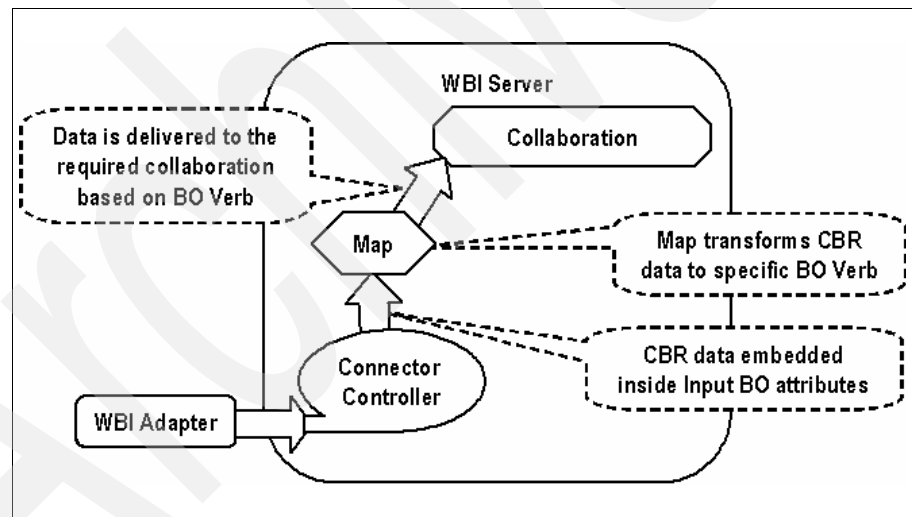 WBI Server
Collaboration
Data is delivered to the
required collaboration
based on BO Verb
Map
Map transforms CBR
data to specific BO Verb
CBR data embedded
inside Input BO attributes
Connector
Controller
WBI Adapter